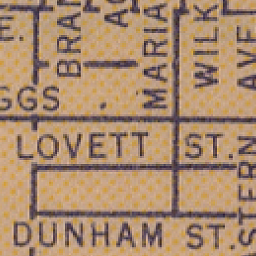 BRAN
MARIA
WILK
AVE
GGS
LOVETT ST.
STERN
DUNHAM ST.